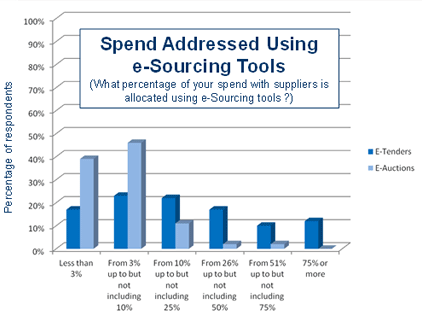 Spend Addressed Using
e-Sourcing Tools
(What percentage of your spend with suppliers is
allocated using e-Sourcing tools ?)
Percentage of respondents
100%
90%
80%
70%
60%
50%
40%
30%
20%
10%
0%
E-Tenders
E-Auctions
Less than
3%
From 3%
up to but
not
including
10%
From 10%
up to but
not
including
25%
From 26%
up to but
not
including
50%
From 51%
up to but
not
including
75%
75% or
more